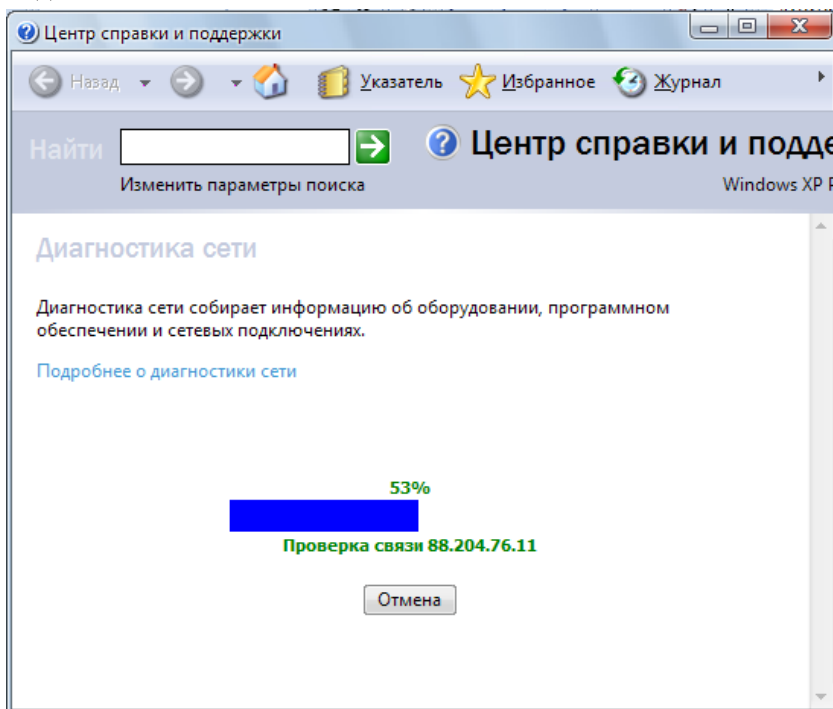 Центр справки и поддержки
Назад Указатель Избранное Журнал
Найти
Центр справки и подде
Изменить параметры поиска
Windows XP P
Диагностика сети
Диагностика сети собирает информацию об оборудовании, программном
обеспечении и сетевых подключениях.
Подробнее о диагностики сети
53%
Проверка связи 88.204.76.11
Отмена